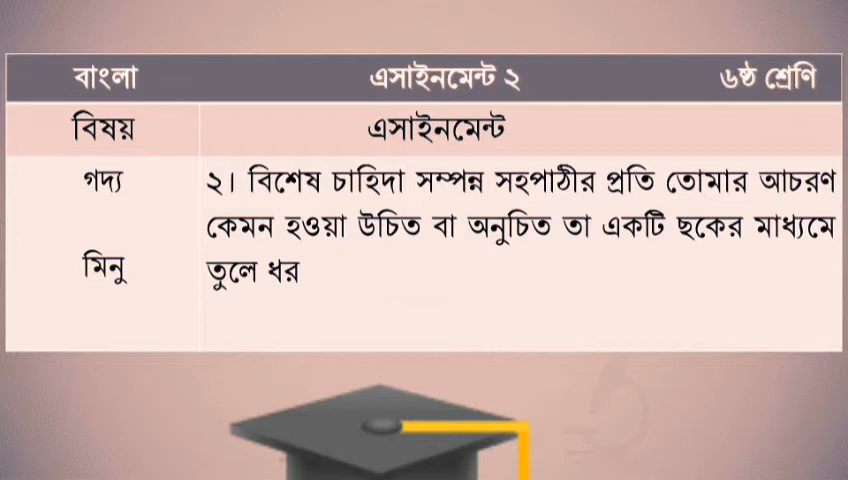 বাংলা এসাইনমেন্ট ২ ৬ষ্ঠ শ্রেণি
বিষয় এসাইনমেন্ট
গদ্য ২। বিশেষ চাহিদা সম্পন্ন সহপাঠীর প্রতি তোমার আচরণ
কেমন হওয়া উচিত বা অনুচিত তা একটি ছকের মাধ্যমে
মিনু তুলে ধর